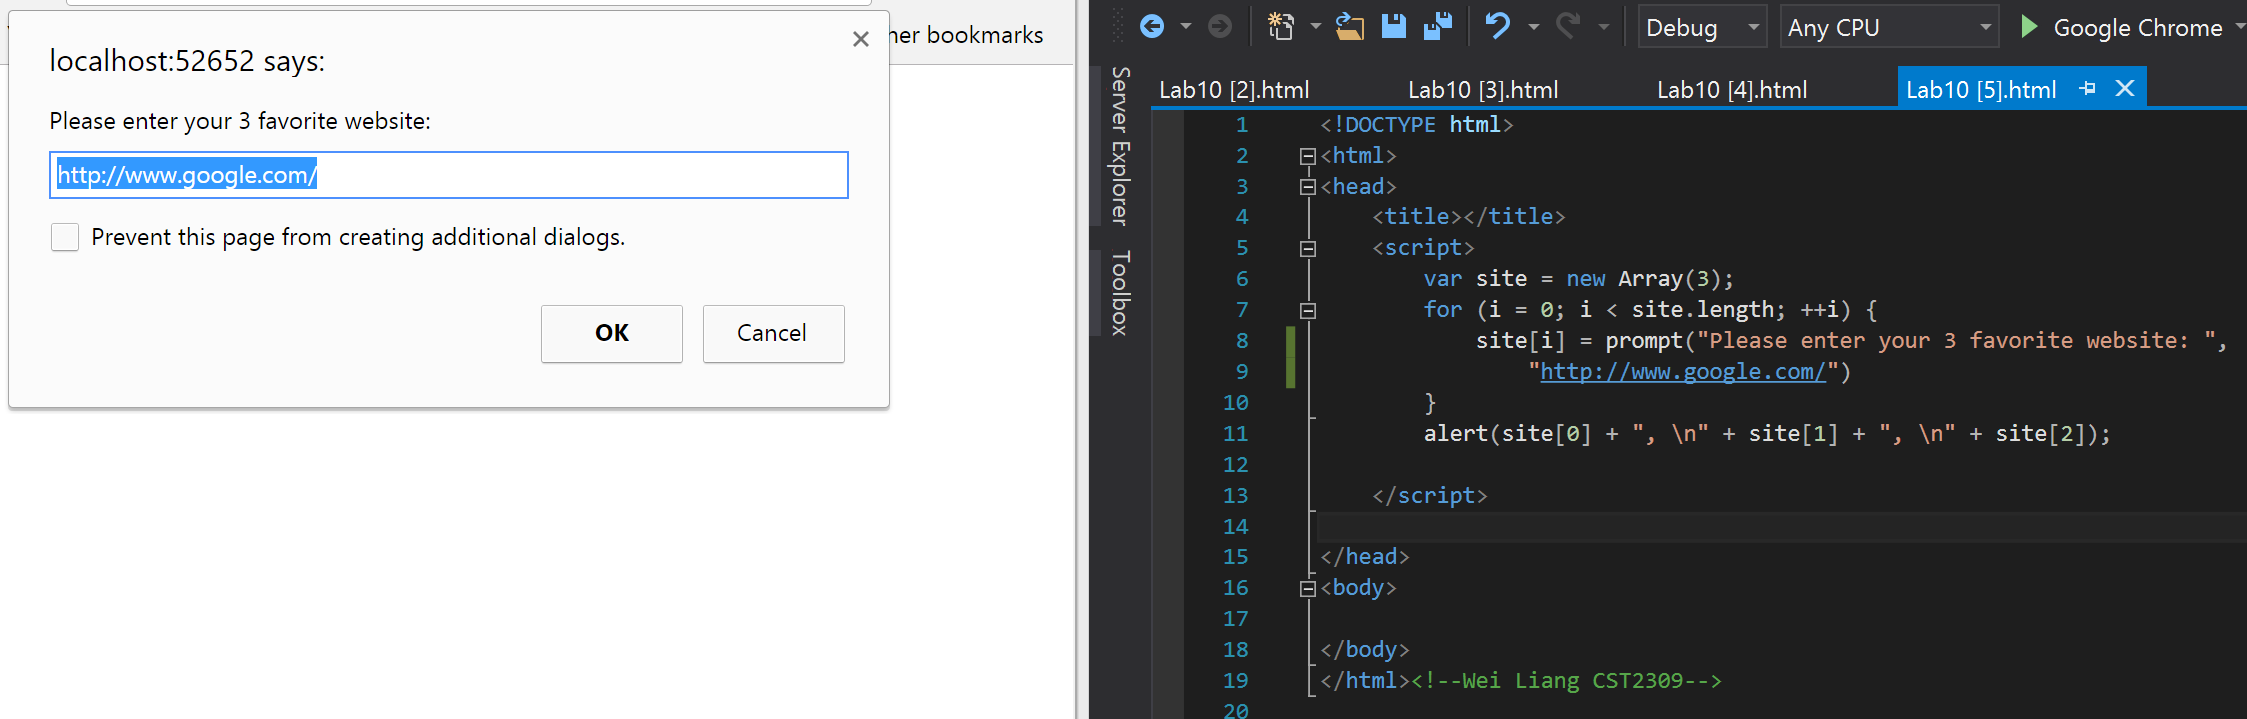 her bookmarks
localhost:52652 says:
Please enter your 3 favorite website:
http://www.google.com/
Prevent this page from creating additional dialogs.
OK
Cancel
Debug
Any CPU
Google Chrome
Server Explorer
Toolbox
Lab10 [2].html
Lab10 [3].html
Lab10 [4].html
Lab10 [5].html
1 <!DOCTYPE html>
2 <html>
3 <head>
4 <title></title>
5 <script>
6 var site = new Array(3);
7 for (i = 0; i < site.length; ++i) {
8 site[i] = prompt("Please enter your 3 favorite website: ",
9 "http://www.google.com/")
10 }
11 alert(site[0] + ", \n" + site[1] + ", \n" + site[2]);
12
13 </script>
14
15 </head>
16 <body>
17
18 </body>
19 </html><!--Wei Liang CST2309-->
20